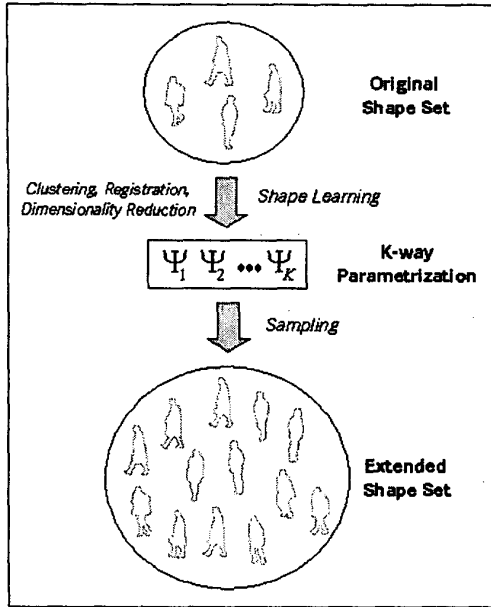 Original
Shape Set
Clustering, Registration,
Dimensionality Reduction
Shape Learning
Ψ1 Ψ2 ••• ΨK
K-way
Parametrization
Sampling
Extended
Shape Set